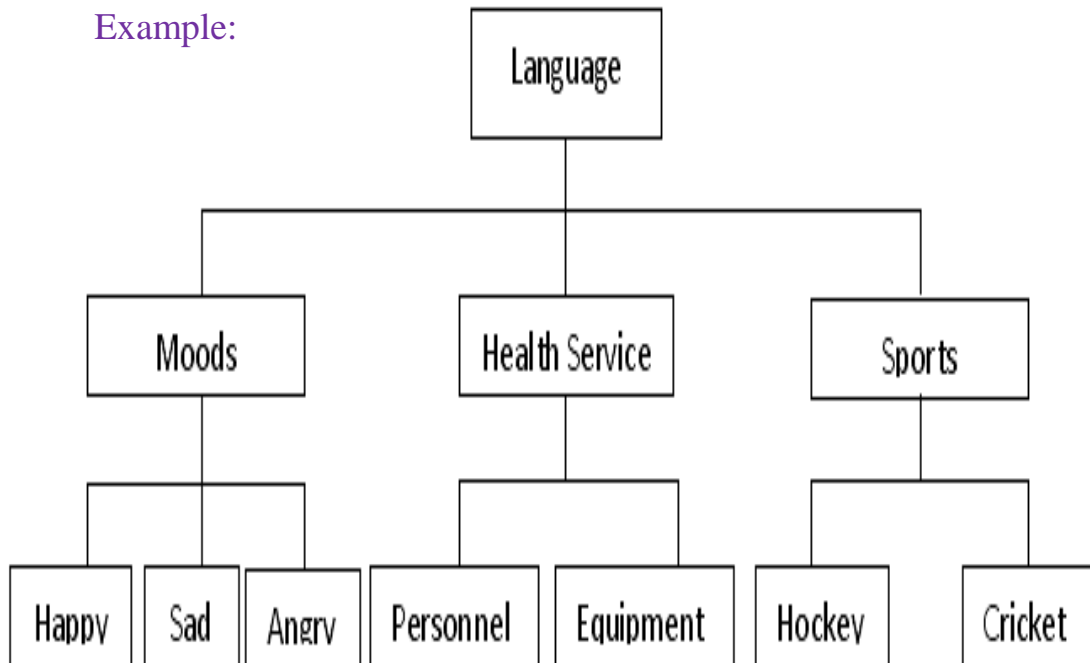 Example:
Language
Moods
Health Service
Sports
Happy
Sad
Angry
Personnel
Equipment
Hockey
Cricket